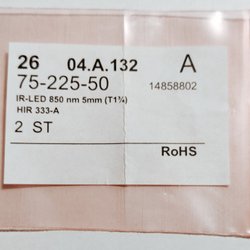 26 04.A.132 A
75-225-50 14858802
IR-LED 850 nm 5mm (T1¾)
HIR 333-A
2 ST
RoHS